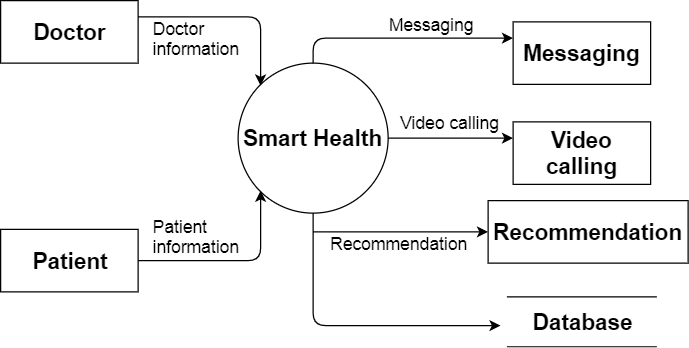 Doctor
Doctor
information
Messaging
Messaging
Smart Health
Video calling
Video
calling
Patient
Patient
information
Recommendation
Recommendation
Database